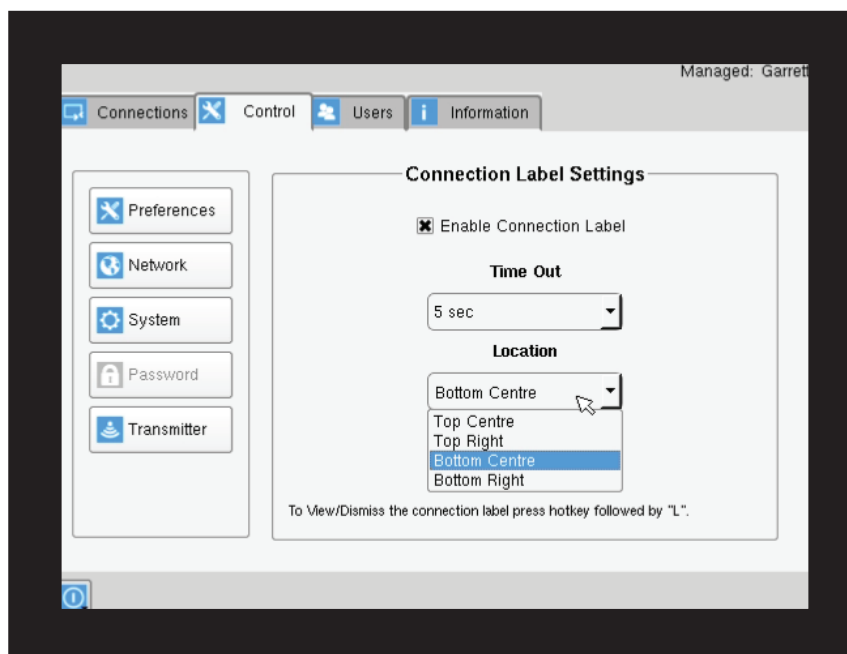 Managed: Garrett
Connections Control Users Information
Connection Label Settings
Preferences
Network
System
Password
Transmitter
Enable Connection Label
Time Out
5 sec
Location
Bottom Centre
Top Centre
Top Right
Bottom Centre
Bottom Right
To View/Dismiss the connection label press hotkey followed by "L".